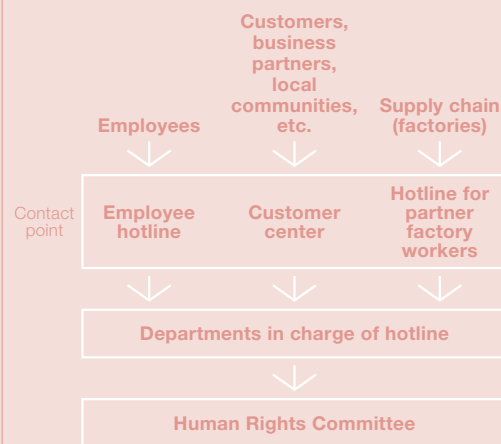 Customers,
business
partners,
local
communities,
etc.
Employees
Supply chain
(factories)
Contact
point
Employee
hotline
Customer
center
Hotline for
partner
factory
workers
Departments in charge of hotline
Human Rights Committee